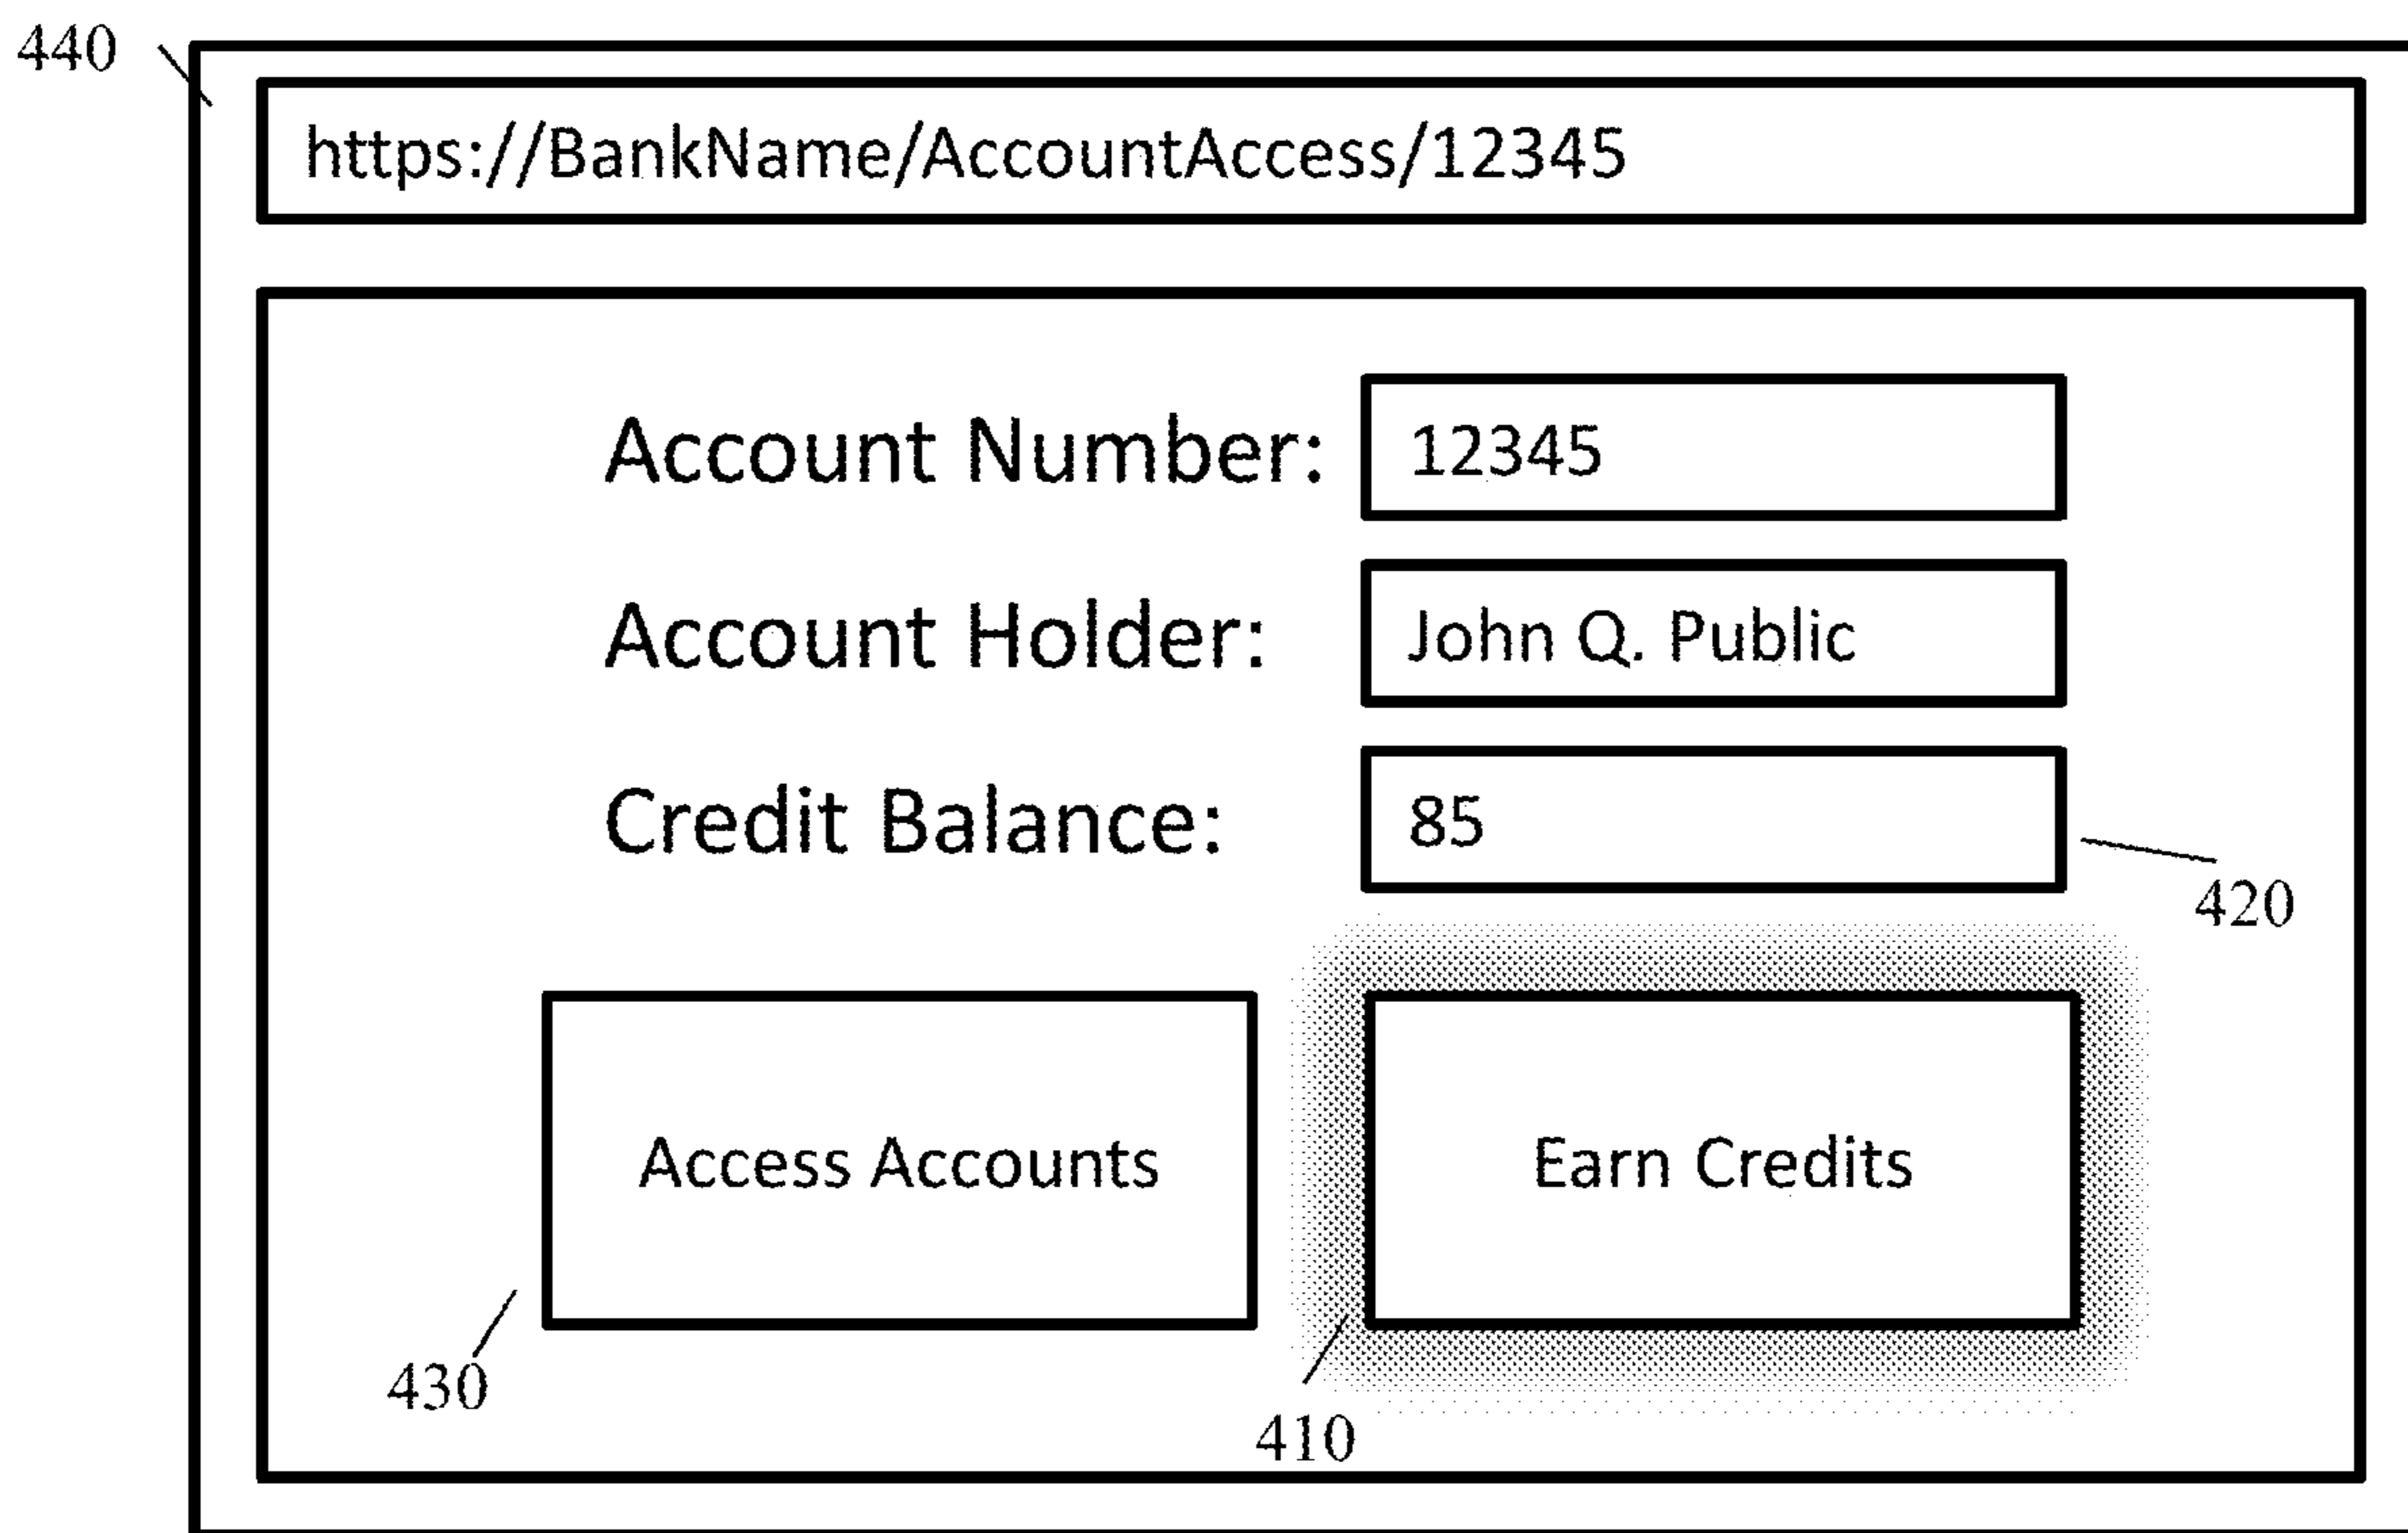 440
https://BankName/AccountAccess/12345
Account Number: 12345
Account Holder: John Q. Public
Credit Balance: 85
420
Access Accounts
Earn Credits
430
410